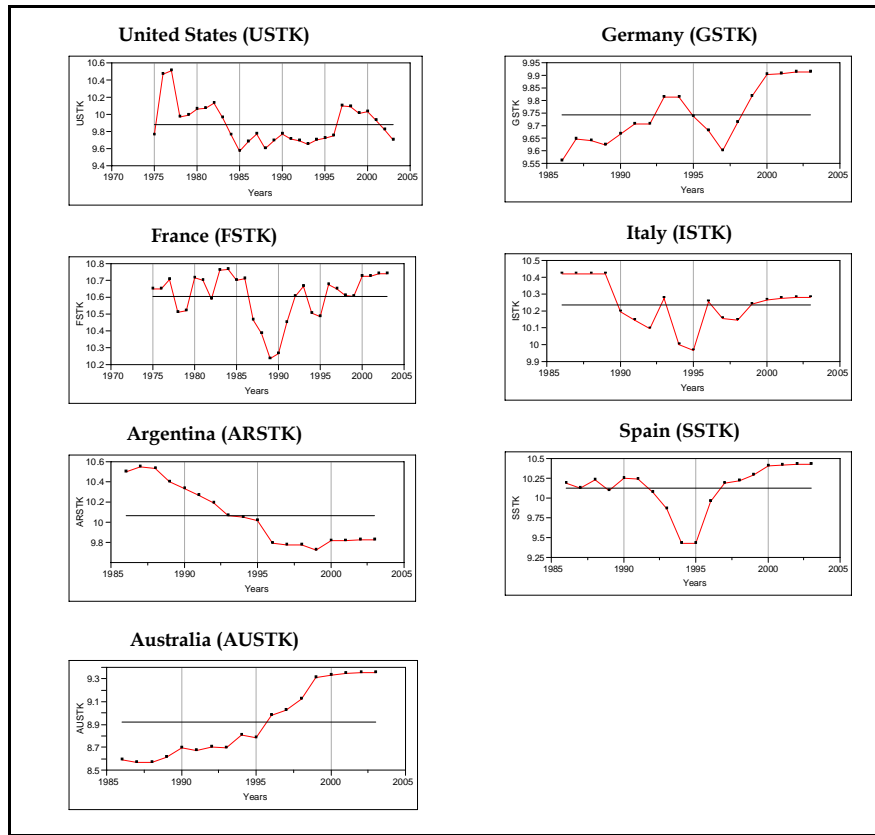 United States (USTK)
10.6
10.4
10.2
10
9.8
9.6
9.4
USTK
1970 1975 1980 1985 1990 1995 2000 2005
Years
Germany (GSTK)
9.95
9.9
9.85
9.8
9.75
9.7
9.65
9.6
9.55
GSTK
1985 1990 1995 2000 2005
Years
France (FSTK)
10.8
10.7
10.6
10.5
10.4
10.3
10.2
FSTK
1970 1975 1980 1985 1990 1995 2000 2005
Years
Italy (ISTK)
10.5
10.4
10.3
10.2
10.1
10
9.9
ISTK
1985 1990 1995 2000 2005
Years
Argentina (ARSTK)
10.6
10.4
10.2
10
9.8
ARSTK
1985 1990 1995 2000 2005
Years
Spain (SSTK)
10.5
10.25
10
9.75
9.5
9.25
SSTK
1985 1990 1995 2000 2005
Years
Australia (AUSTK)
9.3
9.1
8.9
8.7
8.5
AUSTK
1985 1990 1995 2000 2005
Years